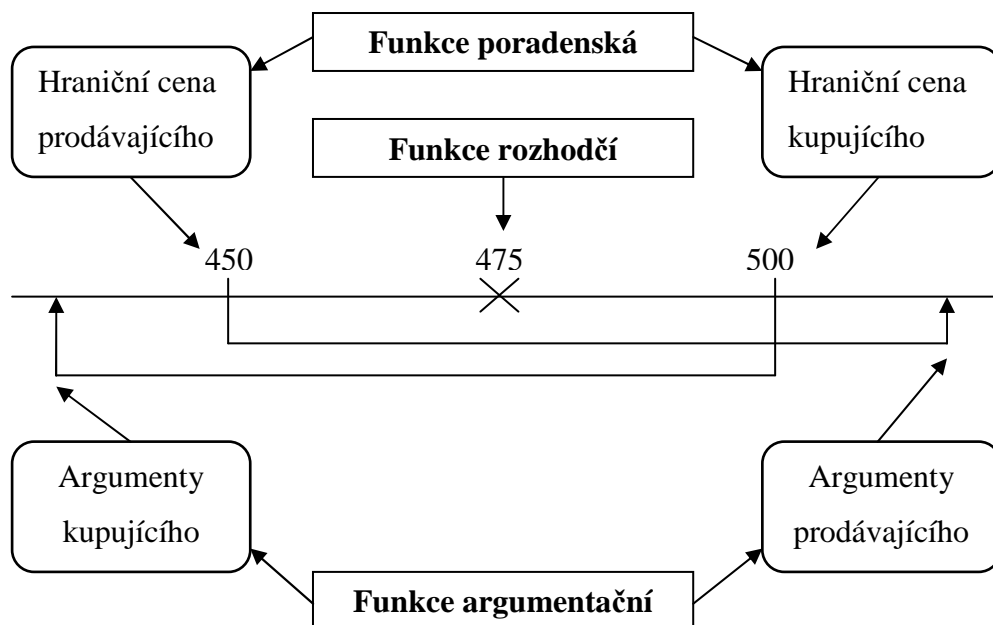 Funkce poradenská
Hraniční cena
prodávajícího
Hraniční cena
kupujícího
Funkce rozhodčí
450
475
500
Argumenty
kupujícího
Argumenty
prodávajícího
Funkce argumentační